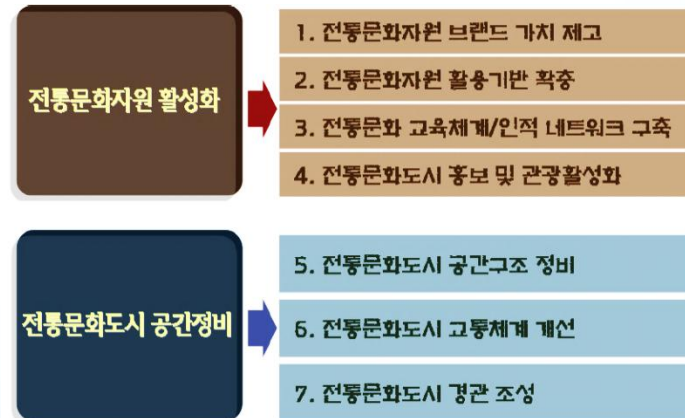 전통문화자원 활성화
1. 전통문화자원 브랜드 가치 제고
2. 전통문화자원 활용기반 확충
3. 전통문화 교육체계/인적 네트워크 구축
4. 전통문화도시 홍보 및 관광활성화
전통문화도시 공간정비
5. 전통문화도시 공간구조 정비
6. 전통문화도시 교통체계 개선
7. 전통문화도시 경관 조성